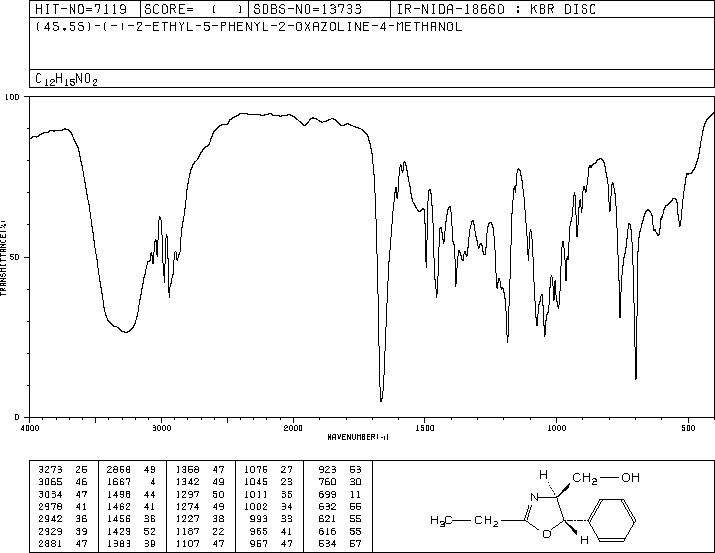 HIT-NO=7119 SCORE= ( ) SDBS-NO=13733 IR-NIDA-18660 : KBR DISC
(4S,5S)-(-)-2-ETHYL-5-PHENYL-2-OXAZOLINE-4-METHANOL
C12H15NO2
100
TRANSMITTANCE(%)
50
0
4000 3000 2000 1500 1000 500
WAVENUMBER(-1)
3273 25 2868 49 1368 47 1076 27 923 53
3065 46 1667 4 1342 49 1045 23 760 30
3034 47 1498 44 1297 50 1011 35 699 11
2978 41 1462 41 1274 49 1002 34 632 55
2942 36 1456 36 1227 38 993 33 621 55
2929 39 1429 52 1187 22 965 41 616 55
2881 47 1383 39 1107 47 957 47 534 57
H CH2 OH
N
H3C CH2
O H